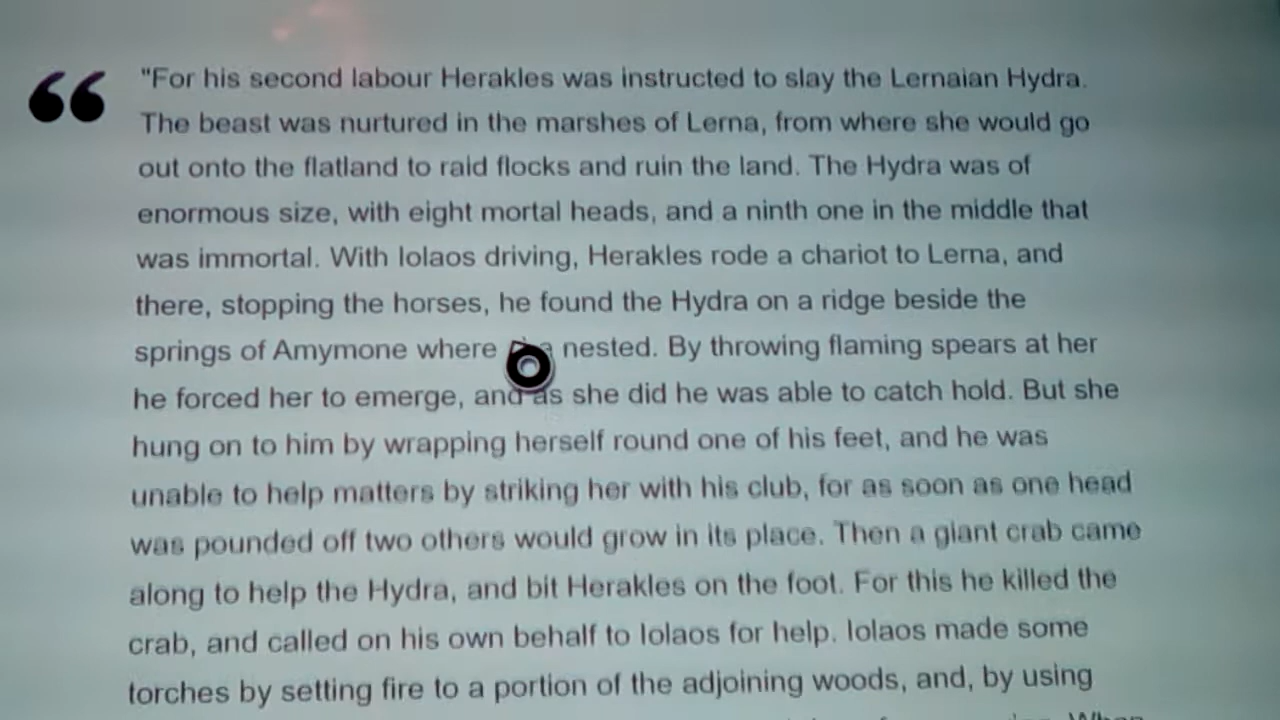 "For his second labour Herakles was instructed to slay the Lernaian Hydra.
The beast was nurtured in the marshes of Lerna, from where she would go
out onto the flatland to raid flocks and ruin the land. The Hydra was of
enormous size, with eight mortal heads, and a ninth one in the middle that
was immortal. With Iolaos driving, Herakles rode a chariot to Lerna, and
there, stopping the horses, he found the Hydra on a ridge beside the
springs of Amymone where nested. By throwing flaming spears at her
he forced her to emerge, and as she did he was able to catch hold. But she
hung on to him by wrapping herself round one of his feet, and he was
unable to help matters by striking her with his club, for as soon as one head
was pounded off two others would grow in its place. Then a giant crab came
along to help the Hydra, and bit Herakles on the foot. For this he killed the
crab, and called on his own behalf to Iolaos for help. Iolaos made some
torches by setting fire to a portion of the adjoining woods, and, by using
When